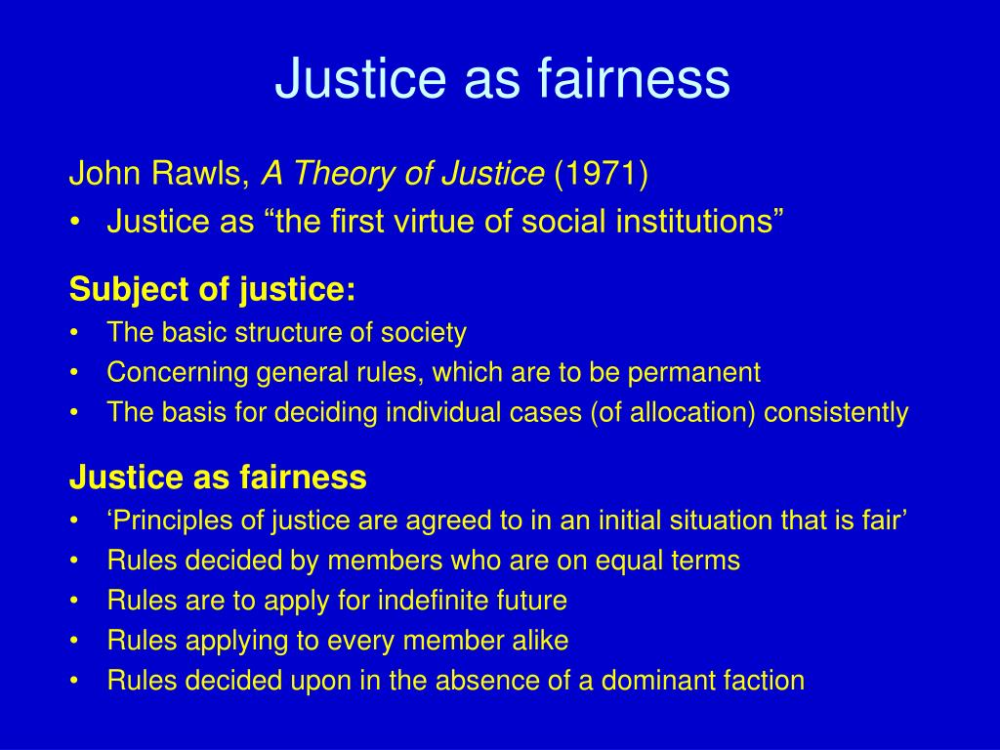 Justice as fairness
John Rawls, A Theory of Justice (1971)
• Justice as “the first virtue of social institutions”
Subject of justice:
• The basic structure of society
• Concerning general rules, which are to be permanent
• The basis for deciding individual cases (of allocation) consistently
Justice as fairness
• ‘Principles of justice are agreed to in an initial situation that is fair’
• Rules decided by members who are on equal terms
• Rules are to apply for indefinite future
• Rules applying to every member alike
• Rules decided upon in the absence of a dominant faction